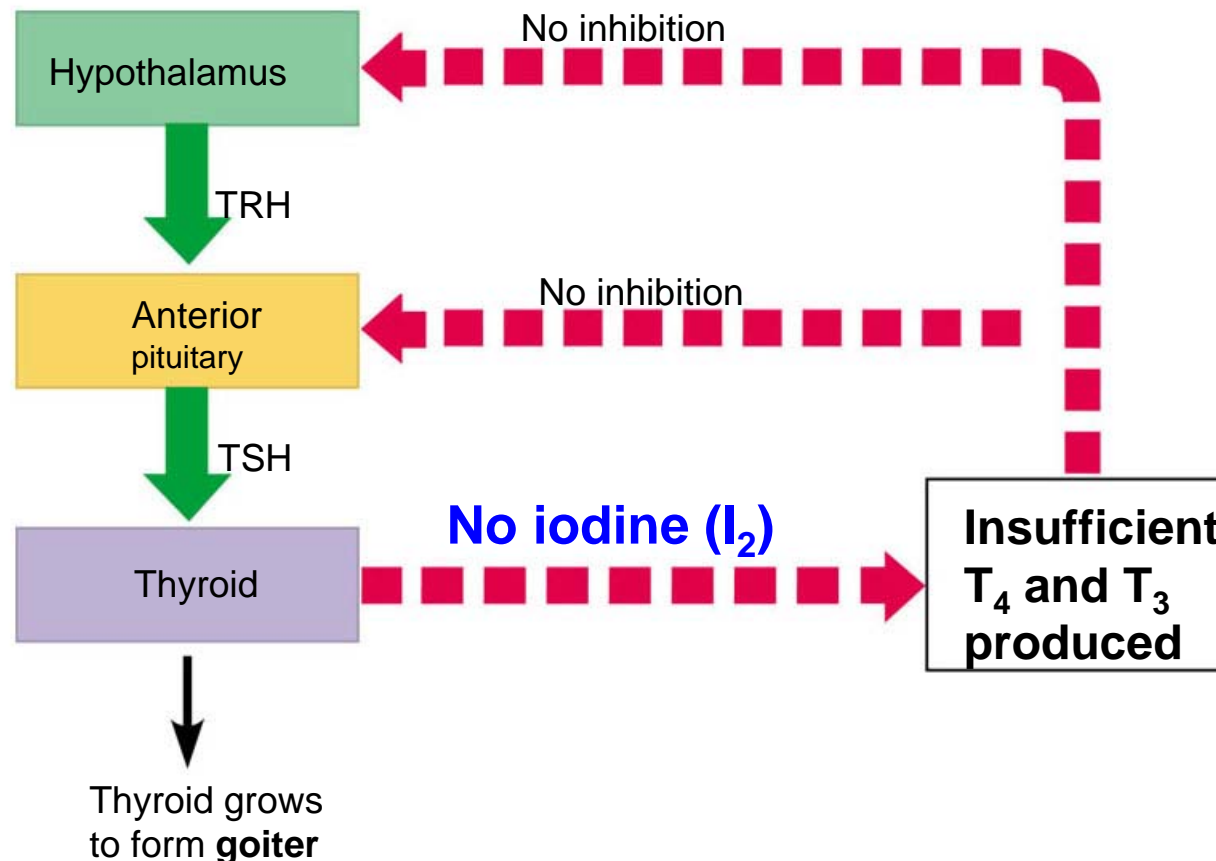 No inhibition
Hypothalamus
TRH
No inhibition
Anterior
pituitary
TSH
No iodine (I₂)
Insufficient
T₄ and T₃
produced
Thyroid
Thyroid grows
to form goiter